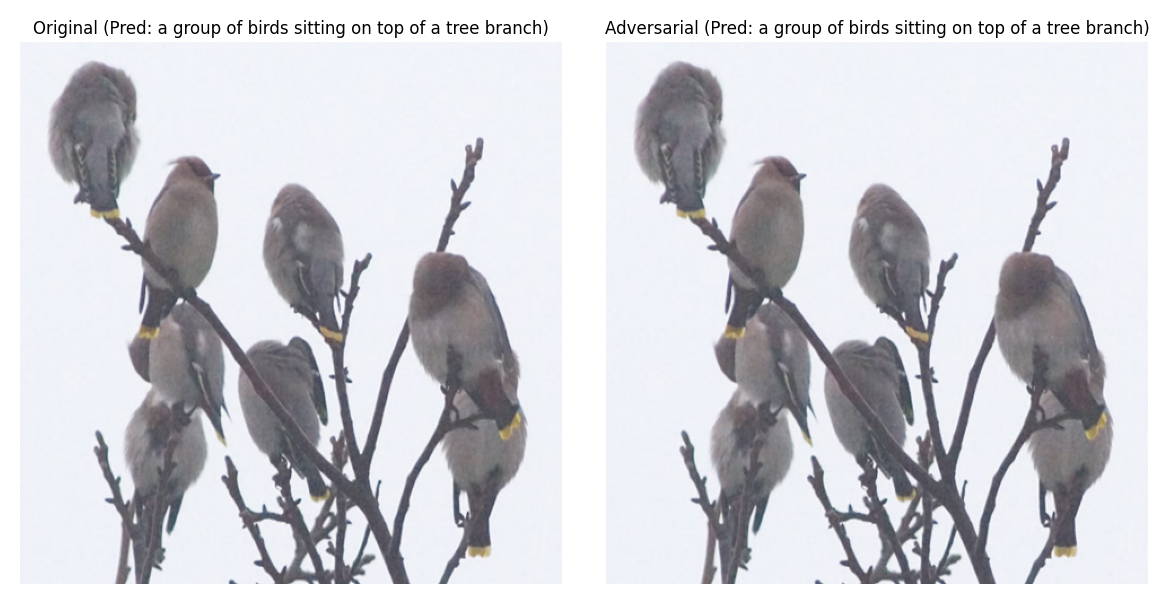 Original (Pred: a group of birds sitting on top of a tree branch)
Adversarial (Pred: a group of birds sitting on top of a tree branch)